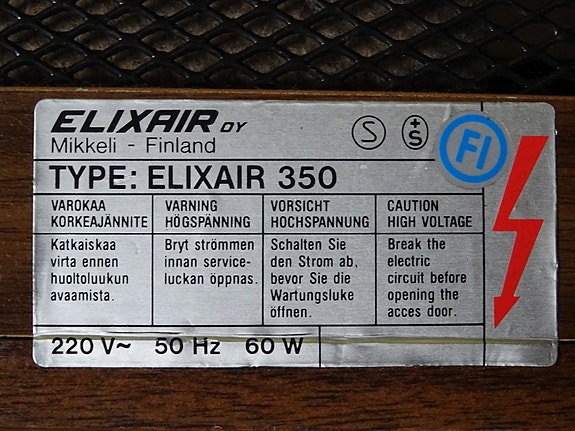 ELIXAIR OY
Mikkeli - Finland
S
+S
FI
TYPE: ELIXAIR 350
VAROKAA
KORKEAJÄNNITE
Katkaiskaa
virta ennen
huoltoluukun
avaamista.
VARNING
HÖGSPÄNNING
Bryt strömmen
innan service-
luckan öppnas.
VORSICHT
HOCHSPANNUNG
Schalten Sie
den Strom ab,
bevor Sie die
Wartungsluke
öffnen.
CAUTION
HIGH VOLTAGE
Break the
electric
circuit before
opening the
acces door.
220 V~ 50 Hz 60 W